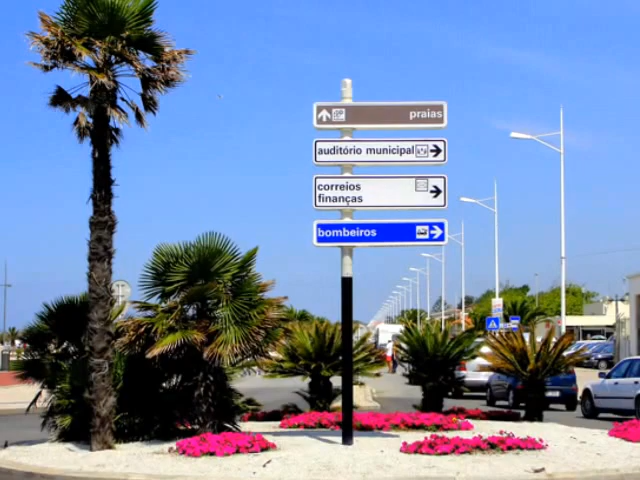 praias
auditório municipal
correios
finanças
bombeiros